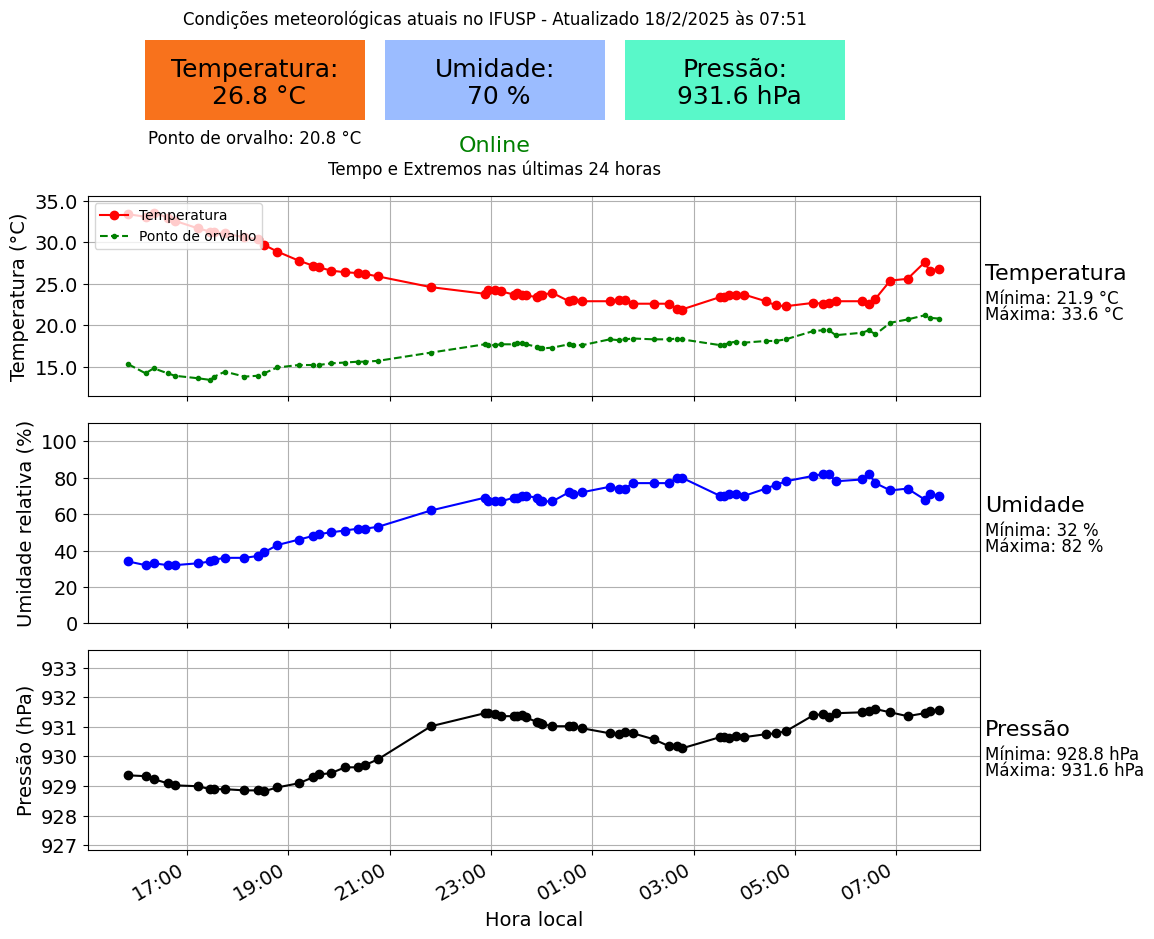 Condições meteorológicas atuais no IFUSP - Atualizado 18/2/2025 às 07:51
Temperatura:
26.8 °C
Umidade:
70 %
Pressão:
931.6 hPa
Ponto de orvalho: 20.8 °C
Online
Tempo e Extremos nas últimas 24 horas
Temperatura (°C)
35.0
30.0
25.0
20.0
15.0
Temperatura
Ponto de orvalho
Temperatura
Mínima: 21.9 °C
Máxima: 33.6 °C
Umidade relativa (%)
100
80
60
40
20
0
Umidade
Mínima: 32 %
Máxima: 82 %
Pressão (hPa)
933
932
931
930
929
928
927
Pressão
Mínima: 928.8 hPa
Máxima: 931.6 hPa
17:00
19:00
21:00
23:00
01:00
03:00
05:00
07:00
Hora local